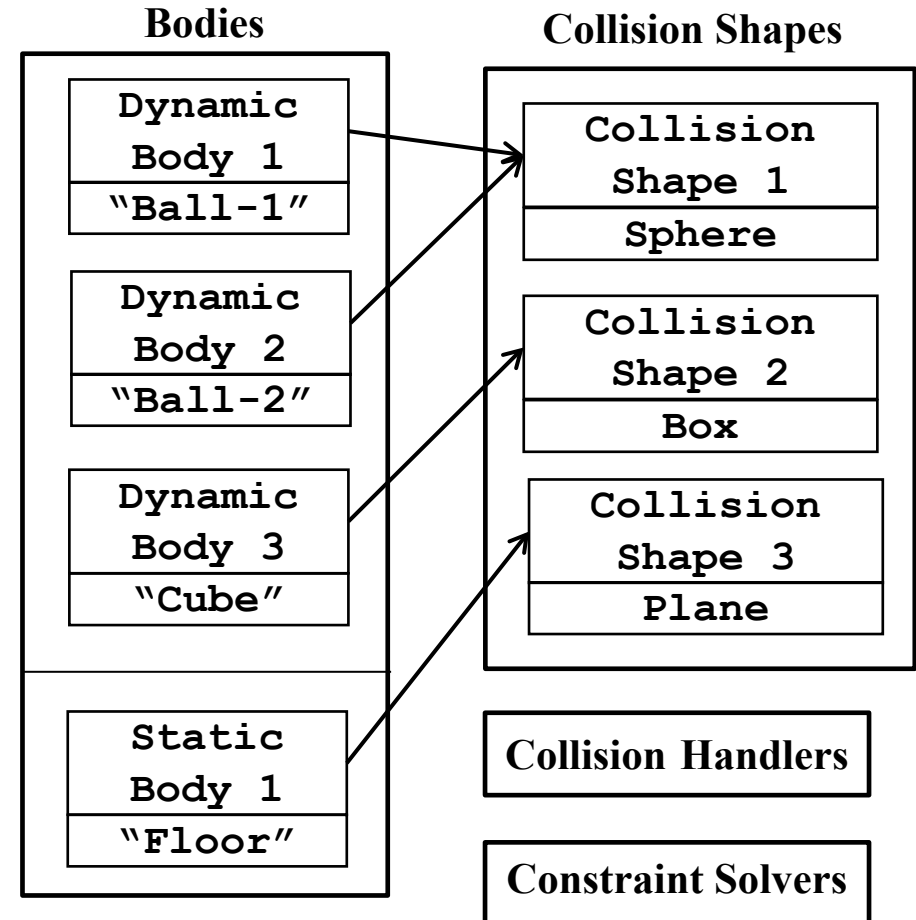 Bodies
Dynamic
Body 1
“Ball-1”
Dynamic
Body 2
“Ball-2”
Dynamic
Body 3
“Cube”
Static
Body 1
“Floor”
Collision Shapes
Collision
Shape 1
Sphere
Collision
Shape 2
Box
Collision
Shape 3
Plane
Collision Handlers
Constraint Solvers